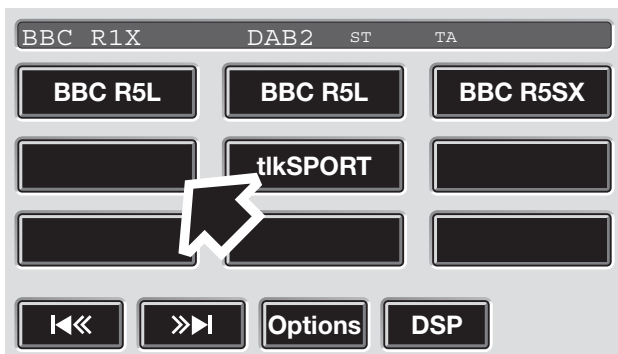 BBC R1X DAB2 ST TA
BBC R5L BBC R5L BBC R5SX
tlkSPORT
Options DSP